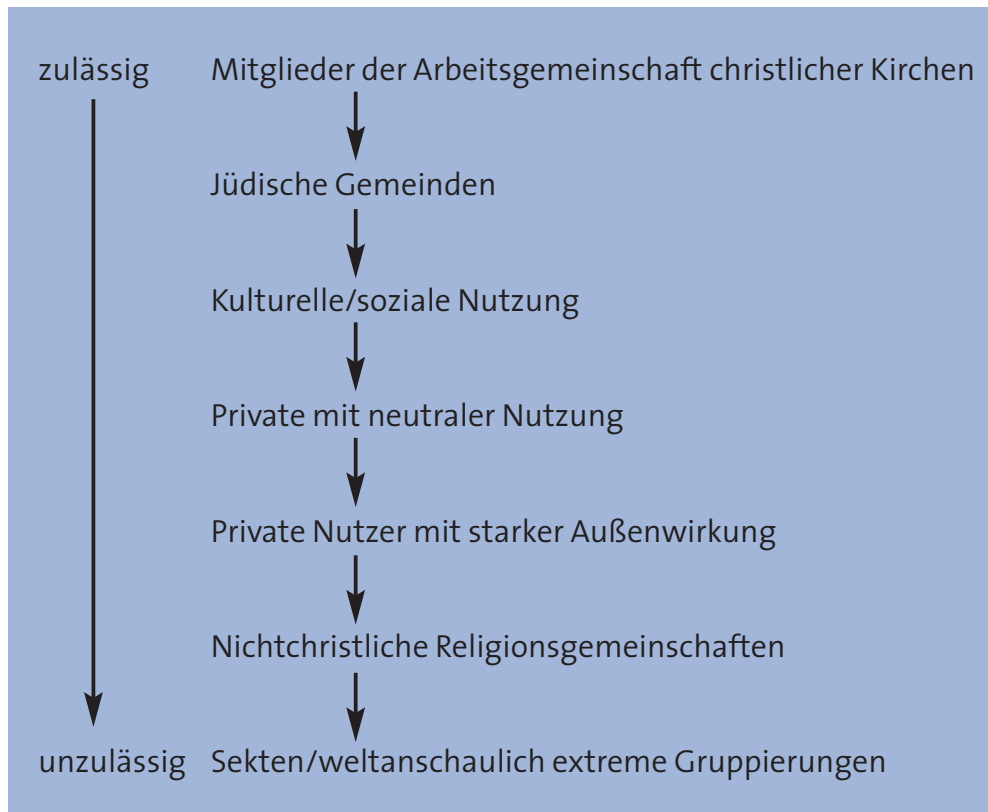 zulässig Mitglieder der Arbeitsgemeinschaft christlicher Kirchen
Jüdische Gemeinden
Kulturelle/soziale Nutzung
Private mit neutraler Nutzung
Private Nutzer mit starker Außenwirkung
Nichtchristliche Religionsgemeinschaften
unzulässig Sekten/weltanschaulich extreme Gruppierungen